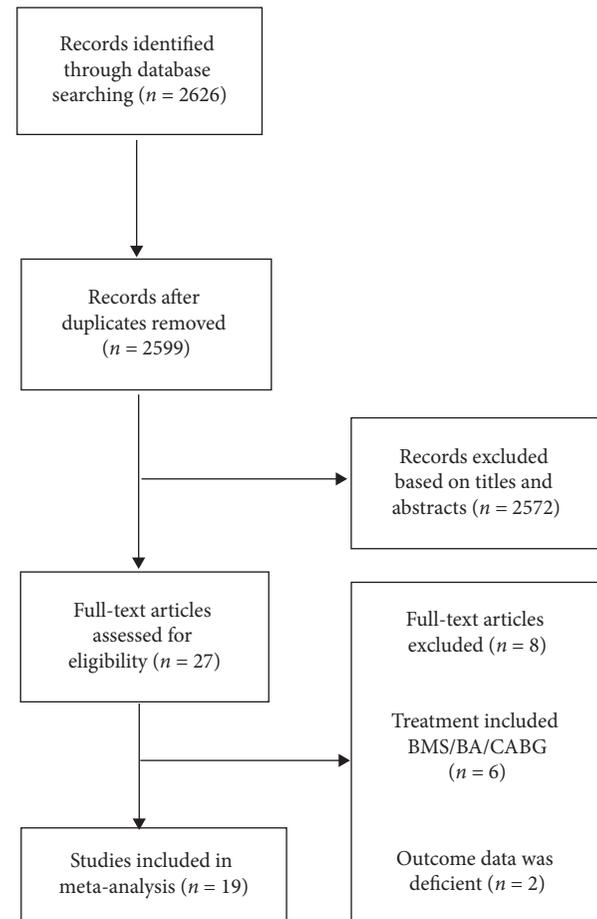 Records identified
through database
searching (n = 2626)
Records after
duplicates removed
(n = 2599)
Records excluded
based on titles and
abstracts (n = 2572)
Full-text articles
assessed for
eligibility (n = 27)
Full-text articles
excluded (n = 8)
Treatment included
BMS/BA/CABG
(n = 6)
Outcome data was
deficient (n = 2)
Studies included in
meta-analysis (n = 19)